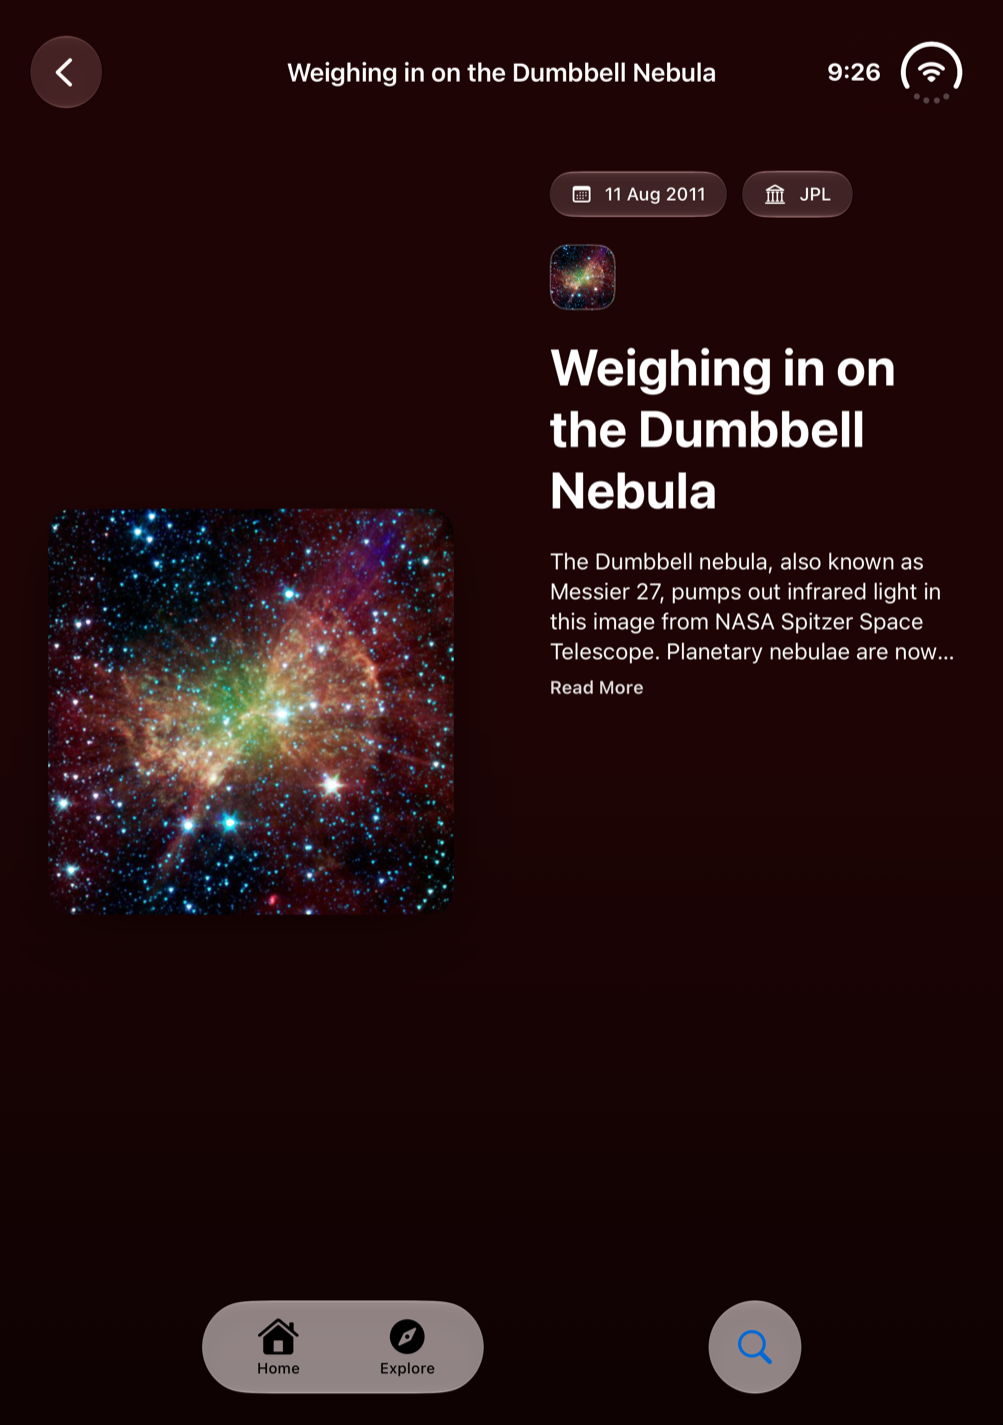 Weighing in on the Dumbbell Nebula
9:26
11 Aug 2011
JPL
Weighing in on
the Dumbbell
Nebula
The Dumbbell nebula, also known as
Messier 27, pumps out infrared light in
this image from NASA Spitzer Space
Telescope. Planetary nebulae are now...
Read More
Home
Explore